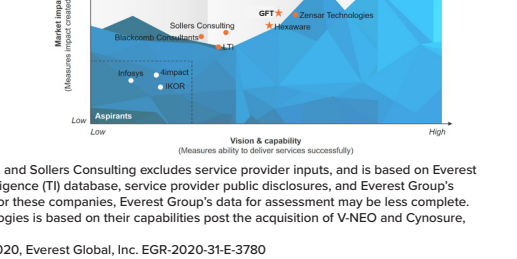 Market impa
(Measures impact created
GFT
Zensar Technologies
Sollers Consulting
Hexaware
Blackcomb Consultants
LTI
Infosys
4impact
IKOR
Aspirants
Low
Low
High
Vision & capability
(Measures ability to deliver services successfully)
and Sollers Consulting excludes service provider inputs, and is based on Everest
ligence (TI) database, service provider public disclosures, and Everest Group's
or these companies, Everest Group's data for assessment may be less complete.
logies is based on their capabilities post the acquisition of V-NEO and Cynosure,
020, Everest Global, Inc. EGR-2020-31-E-3780